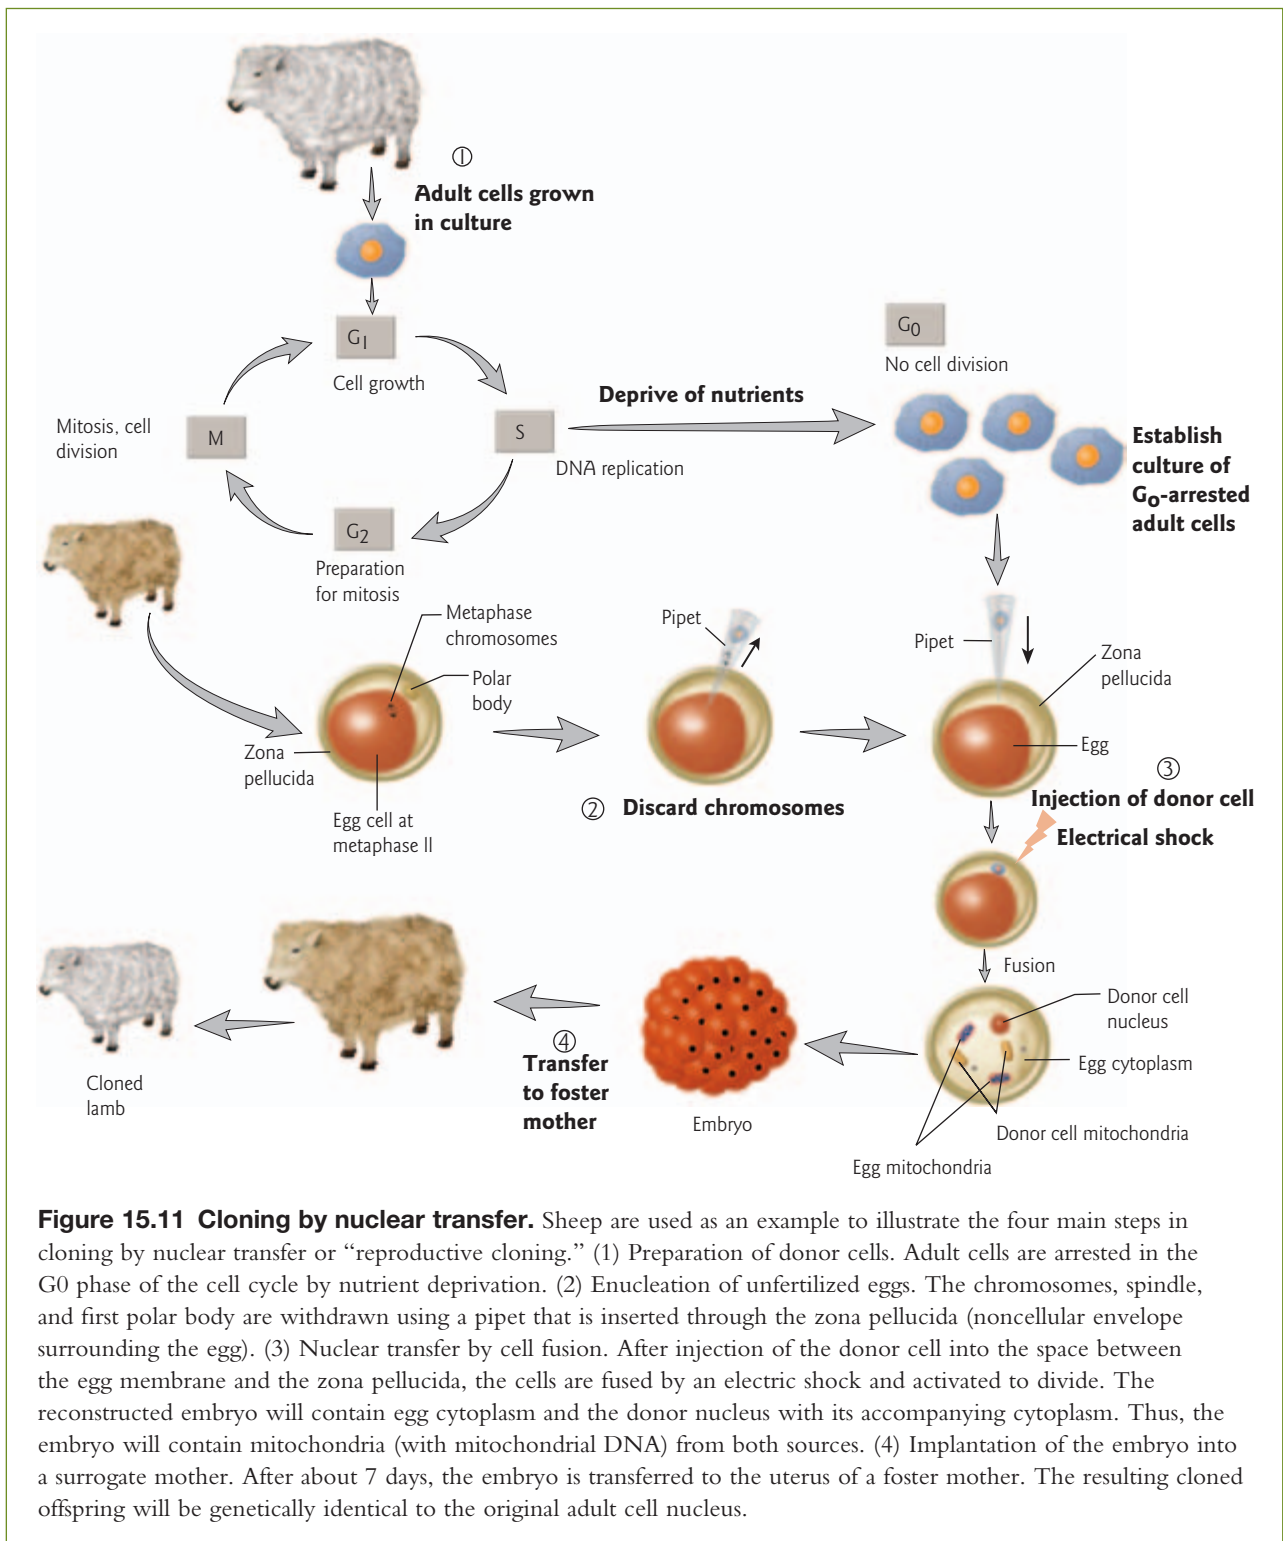 ①
Adult cells grown
in culture
G1
Cell growth
G0
No cell division
Deprive of nutrients
Mitosis, cell
division
M
S
DNA replication
Establish
culture of
G0-arrested
adult cells
G2
Preparation
for mitosis
Metaphase
chromosomes
Polar
body
Zona
pellucida
Egg cell at
metaphase II
Pipet
② Discard chromosomes
Pipet
Zona
pellucida
Egg
③
Injection of donor cell
Electrical shock
Fusion
Donor cell
nucleus
Egg cytoplasm
Donor cell mitochondria
Egg mitochondria
Embryo
④
Transfer
to foster
mother
Cloned
lamb
Figure 15.11 Cloning by nuclear transfer. Sheep are used as an example to illustrate the four main steps in
cloning by nuclear transfer or “reproductive cloning.” (1) Preparation of donor cells. Adult cells are arrested in the
G0 phase of the cell cycle by nutrient deprivation. (2) Enucleation of unfertilized eggs. The chromosomes, spindle,
and first polar body are withdrawn using a pipet that is inserted through the zona pellucida (noncellular envelope
surrounding the egg). (3) Nuclear transfer by cell fusion. After injection of the donor cell into the space between
the egg membrane and the zona pellucida, the cells are fused by an electric shock and activated to divide. The
reconstructed embryo will contain egg cytoplasm and the donor nucleus with its accompanying cytoplasm. Thus, the
embryo will contain mitochondria (with mitochondrial DNA) from both sources. (4) Implantation of the embryo into
a surrogate mother. After about 7 days, the embryo is transferred to the uterus of a foster mother. The resulting cloned
offspring will be genetically identical to the original adult cell nucleus.